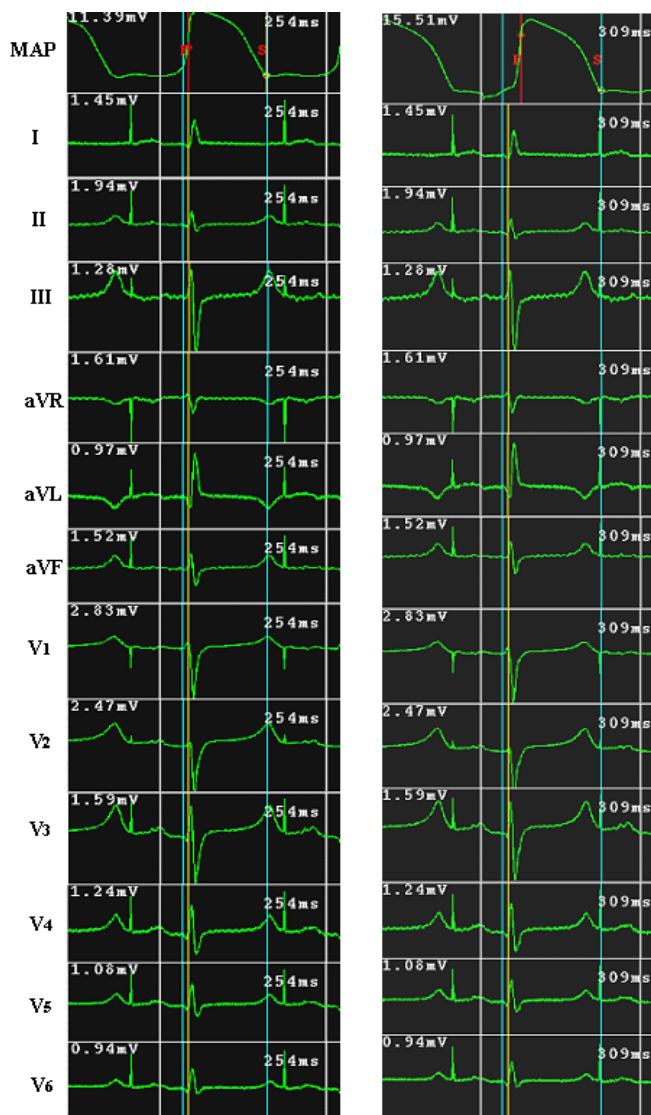 11.39mV 254ms 15.51mV 309ms
MAP S S
1.45mV 254ms 1.45mV 309ms
I
1.94mV 254ms 1.94mV 309ms
II
1.28mV 254ms 1.28mV 309ms
III
1.61mV 254ms 1.61mV 309ms
aVR
0.97mV 254ms 0.97mV 309ms
aVL
1.52mV 254ms 1.52mV 309ms
aVF
2.83mV 254ms 2.83mV 309ms
V1
2.47mV 254ms 2.47mV 309ms
V2
1.59mV 254ms 1.59mV 309ms
V3
1.24mV 254ms 1.24mV 309ms
V4
1.08mV 254ms 1.08mV 309ms
V5
0.94mV 254ms 0.94mV 309ms
V6